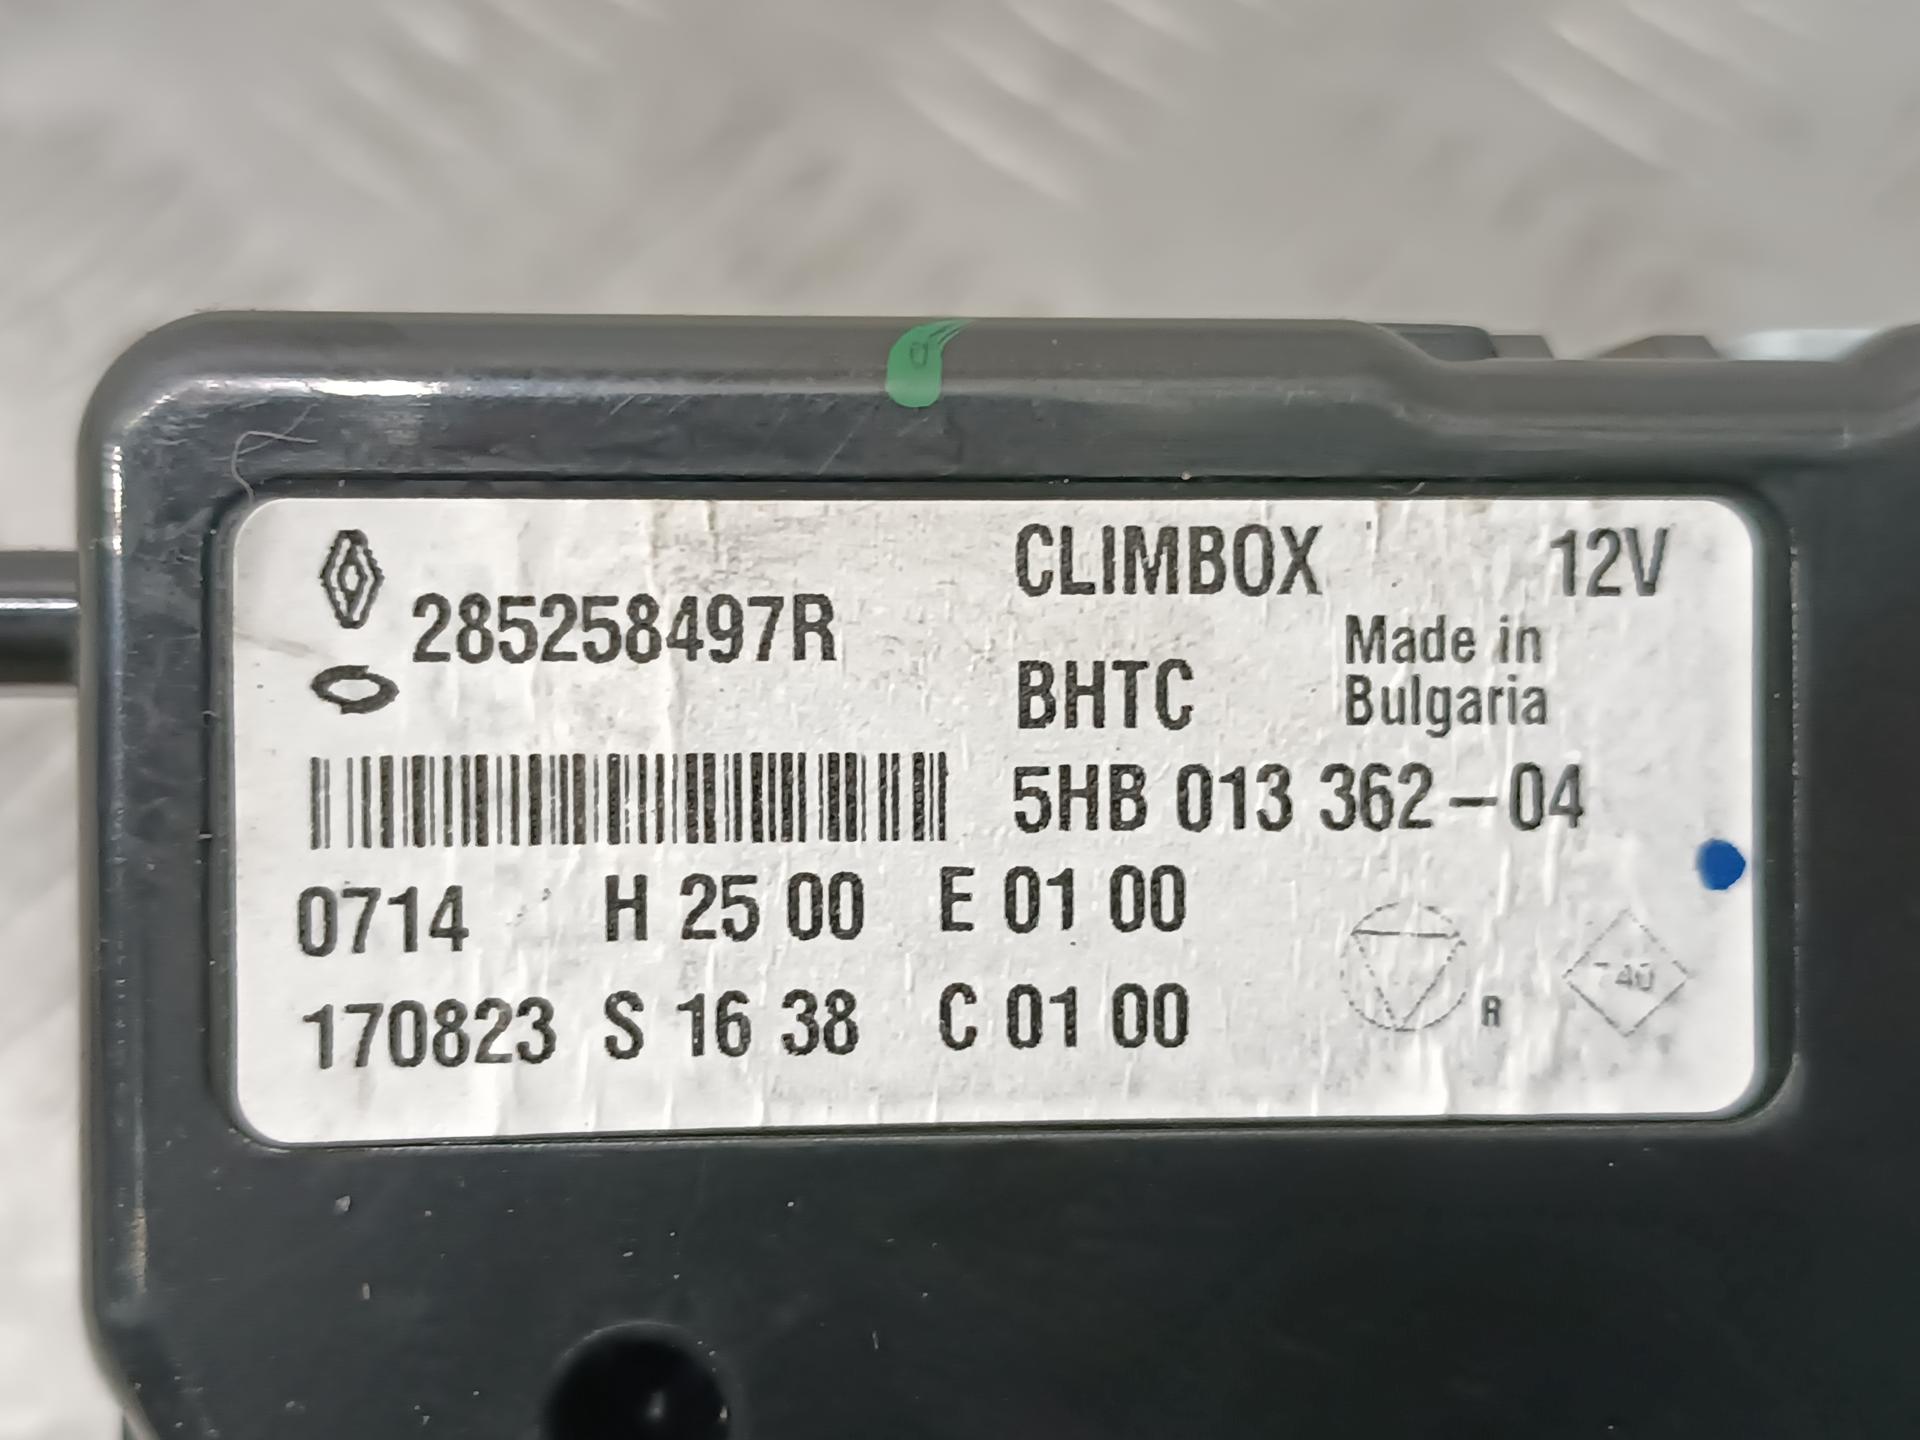 285258497R
CLIMBOX 12V
BHTC
Made in
Bulgaria
5HB 013 362-04
0714 H 25 00 E 01 00
170823 S 16 38 C 01 00
R
740